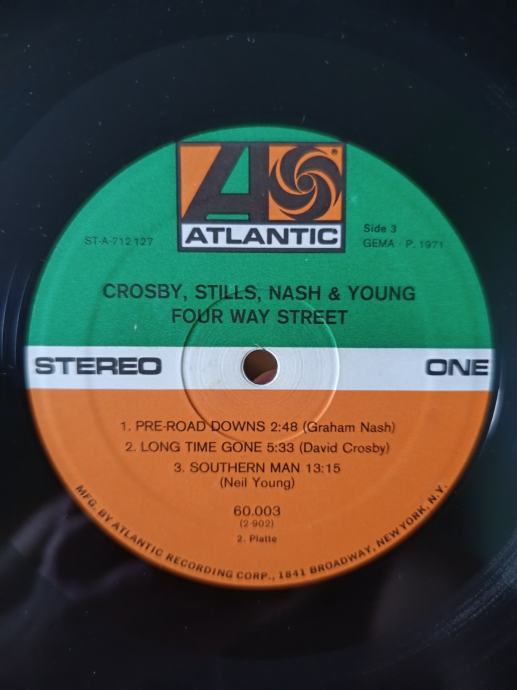 ATLANTIC
ST-A-712 127
Side 3
GEMA · P. 1971
CROSBY, STILLS, NASH & YOUNG
FOUR WAY STREET
STEREO
ONE
1. PRE-ROAD DOWNS 2:48 (Graham Nash)
2. LONG TIME GONE 5:33 (David Crosby)
3. SOUTHERN MAN 13:15
(Neil Young)
60.003
(2-902)
2. Platte
MFG. BY ATLANTIC RECORDING CORP., 1841 BROADWAY, NEW YORK, N.Y.